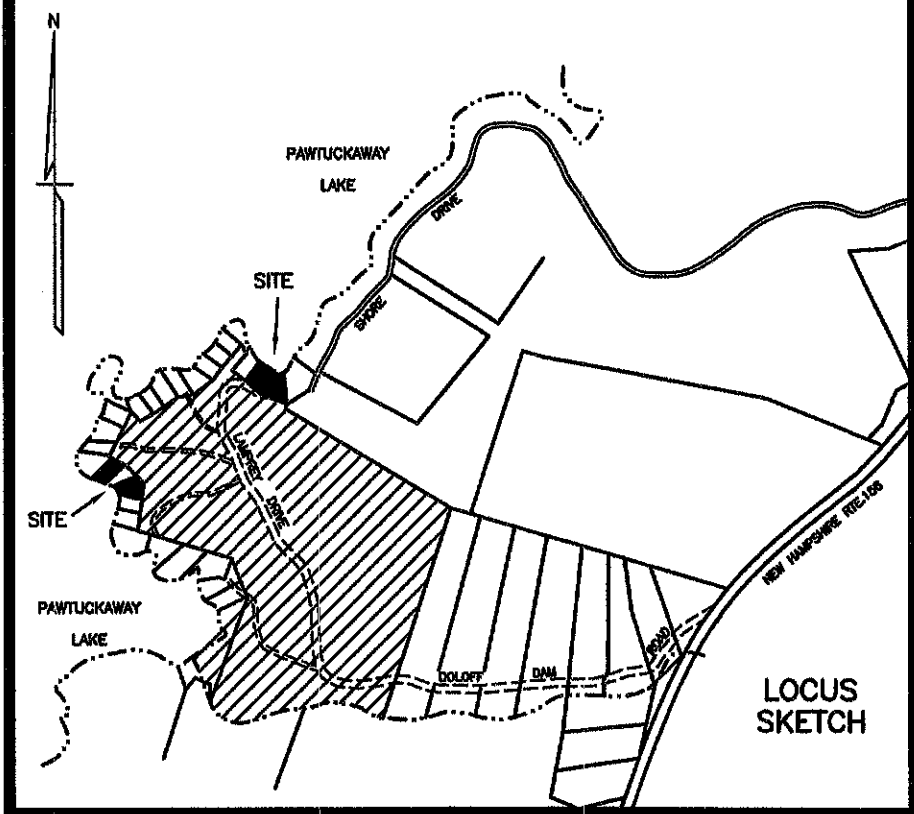 N
PAWTUCKAWAY
LAKE
DRIVE
SITE
SHORE
LAMPREY
DRIVE
SITE
NEW HAMPSHIRE RTE.156
PAWTUCKAWAY
LAKE
ROAD
DOLOFF
DAM
LOCUS
SKETCH